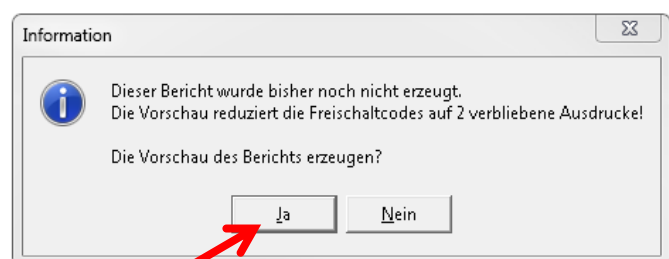 Information
Dieser Bericht wurde bisher noch nicht erzeugt.
Die Vorschau reduziert die Freischaltcodes auf 2 verbliebene Ausdrucke!
Die Vorschau des Berichts erzeugen?
Ja
Nein